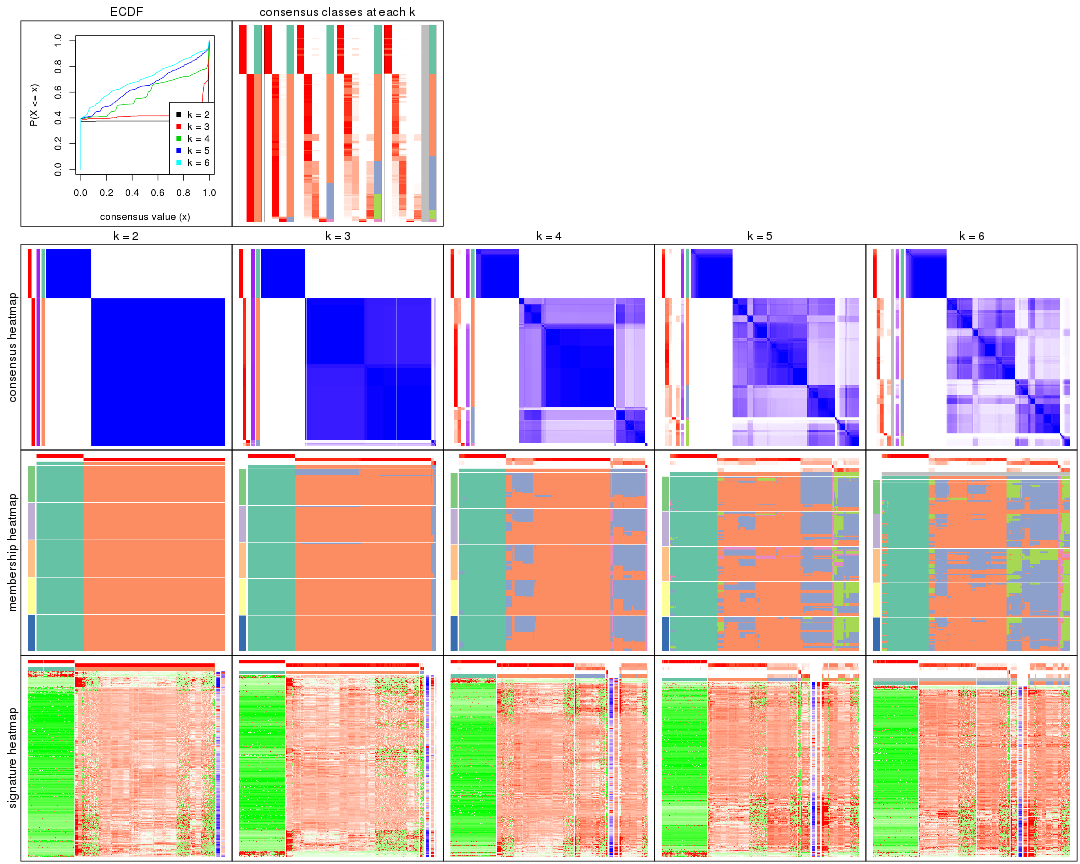 ECDF
consensus classes at each k
P(X <= x)
0.0 0.2 0.4 0.6 0.8 1.0
k = 2
k = 3
k = 4
k = 5
k = 6
0.0 0.2 0.4 0.6 0.8 1.0
consensus value (x)
k = 2
k = 3
k = 4
k = 5
k = 6
consensus heatmap
membership heatmap
signature heatmap